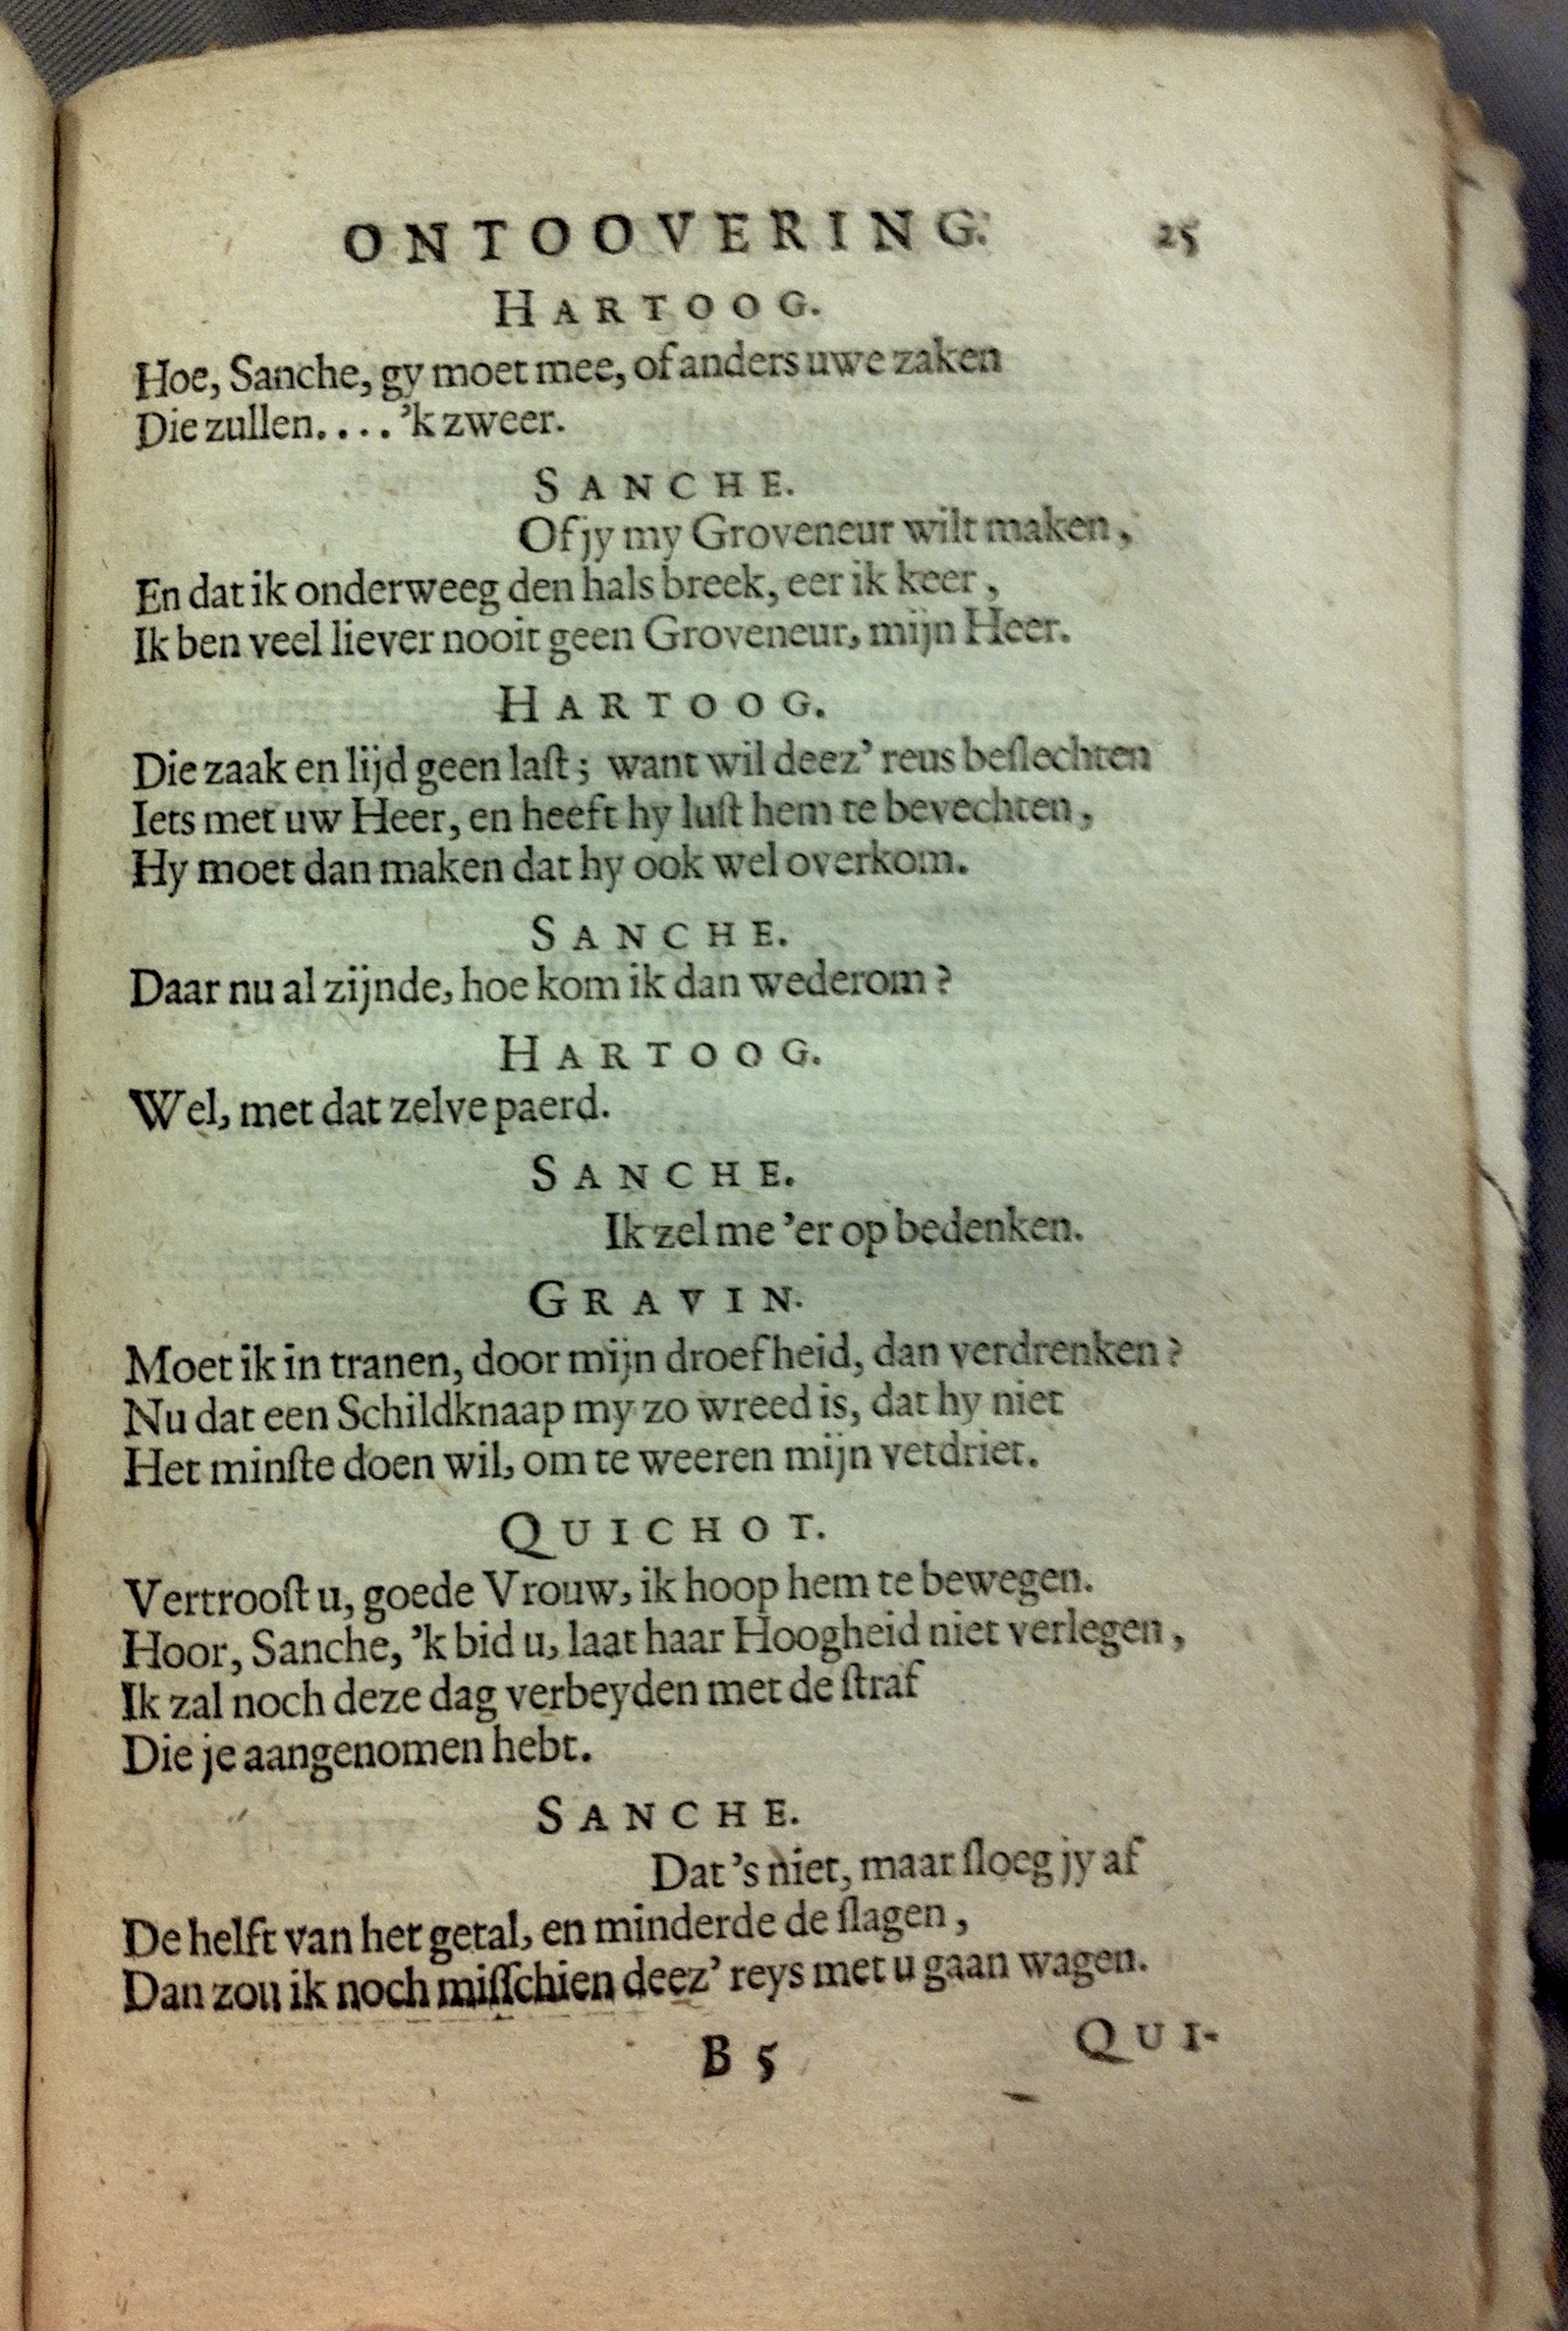 ONTOOVERING. 25
HARTOOG.
Hoe, Sanche, gy moet mee, of anders uwe zaken
Die zullen.... 'k zweer.
SANCHE.
Of jy my Groveneur wilt maken,
En dat ik onderweeg den hals breek, eer ik keer,
Ik ben veel liever nooit geen Groveneur, mijn Heer.
HARTOOG.
Die zaak en lijd geen laſt; want wil deez' reus beſlechten
Iets met uw Heer, en heeft hy luſt hem te bevechten,
Hy moet dan maken dat hy ook wel overkom.
SANCHE.
Daar nu al zijnde, hoe kom ik dan wederom?
HARTOOG.
Wel, met dat zelve paerd.
SANCHE.
Ik zel me 'er op bedenken.
GRAVIN.
Moet ik in tranen, door mijn droefheid, dan verdrenken?
Nu dat een Schildknaap my zo wreed is, dat hy niet
Het minſte doen wil, om te weeren mijn vetdriet.
QUICHOT.
Vertrooſt u, goede Vrouw, ik hoop hem te bewegen.
Hoor, Sanche, 'k bid u, laat haar Hoogheid niet verlegen,
Ik zal noch deze dag verbeyden met de ſtraf
Die je aangenomen hebt.
SANCHE.
Dat 's niet, maar ſloeg jy af
De helft van het getal, en minderde de ſlagen,
Dan zou ik noch miſſchien deez' reys met u gaan wagen.
B 5 QUI-